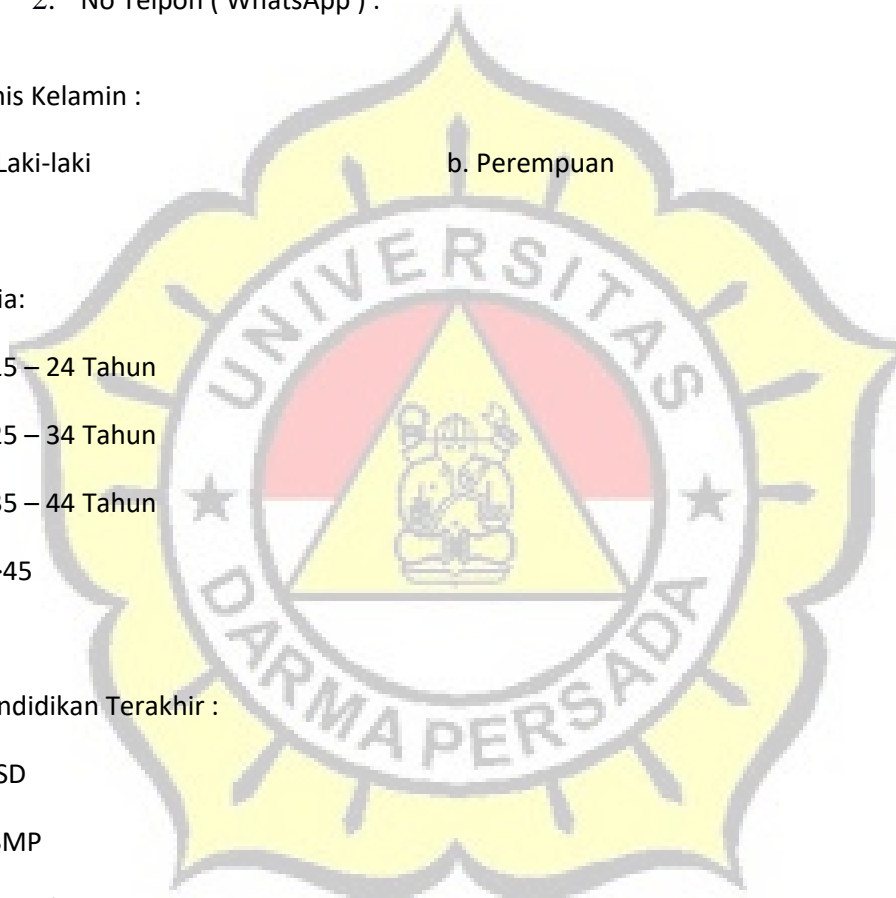 2. No Telpon ( WhatsApp ) :
nis Kelamin :
Laki-laki b. Perempuan
ia:
15 – 24 Tahun
25 – 34 Tahun
35 – 44 Tahun
45
ndidikan Terakhir :
SD
SMP
UNIVERSITAS
DARMA PERSADA